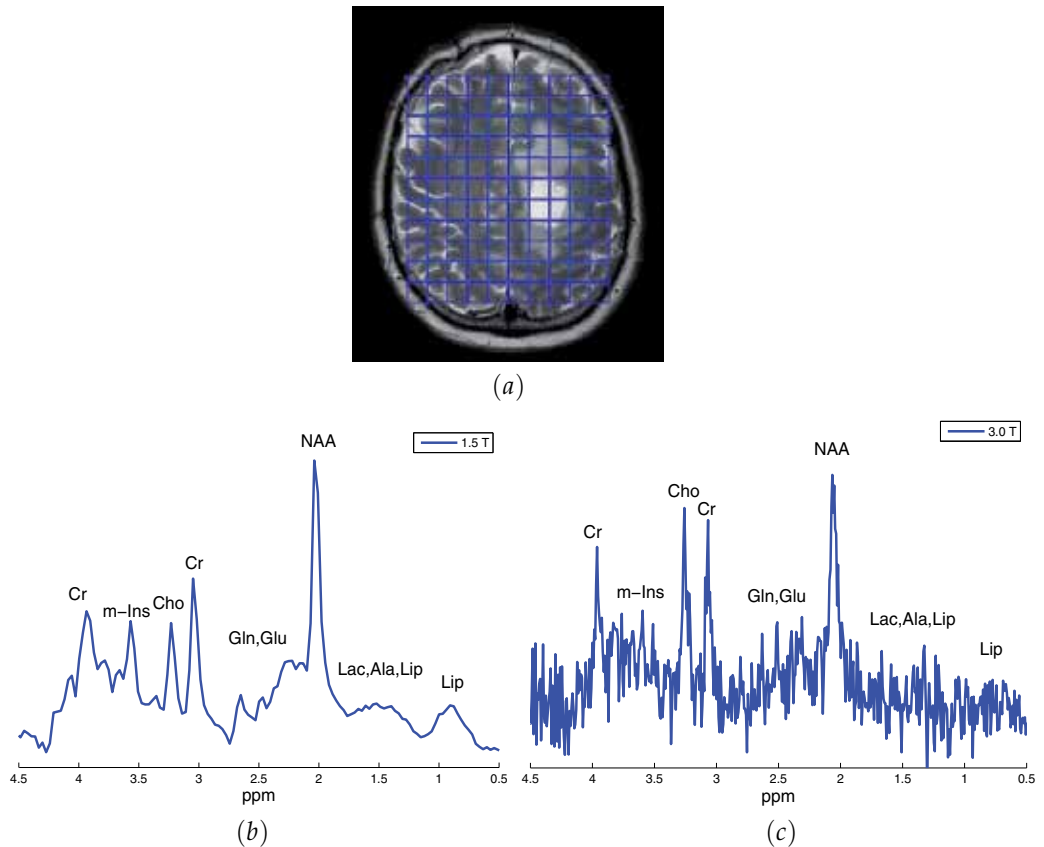 (a)
1.5 T
NAA
Cr
Cr
m−Ins
Cho
Gln,Glu
Lac,Ala,Lip
Lip
4.5 4 3.5 3 2.5 2 1.5 1 0.5
ppm
(b)
3.0 T
NAA
Cho
Cr
Cr
m−Ins
Gln,Glu
Lac,Ala,Lip
Lip
4.5 4 3.5 3 2.5 2 1.5 1 0.5
ppm
(c)